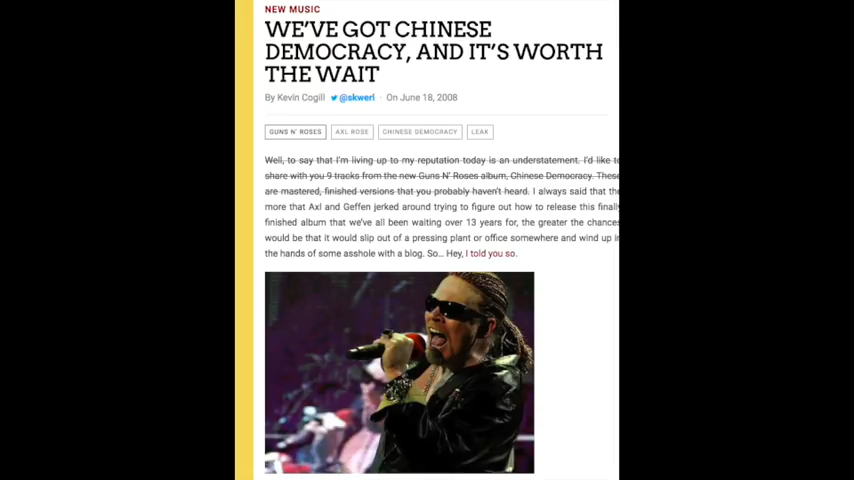 NEW MUSIC
WE'VE GOT CHINESE
DEMOCRACY, AND IT'S WORTH
THE WAIT
By Kevin Cogill @skwerl · On June 18, 2008
GUNS N' ROSES AXL ROSE CHINESE DEMOCRACY LEAK
Well, to say that I'm living up to my reputation today is an understatement. I'd like to
share with you 9 tracks from the new Guns N' Roses album, Chinese Democracy. These
are mastered, finished versions that you probably haven't heard. I always said that the
more that Axl and Geffen jerked around trying to figure out how to release this finally
finished album that we've all been waiting over 13 years for, the greater the chances
would be that it would slip out of a pressing plant or office somewhere and wind up in
the hands of some asshole with a blog. So... Hey, I told you so.